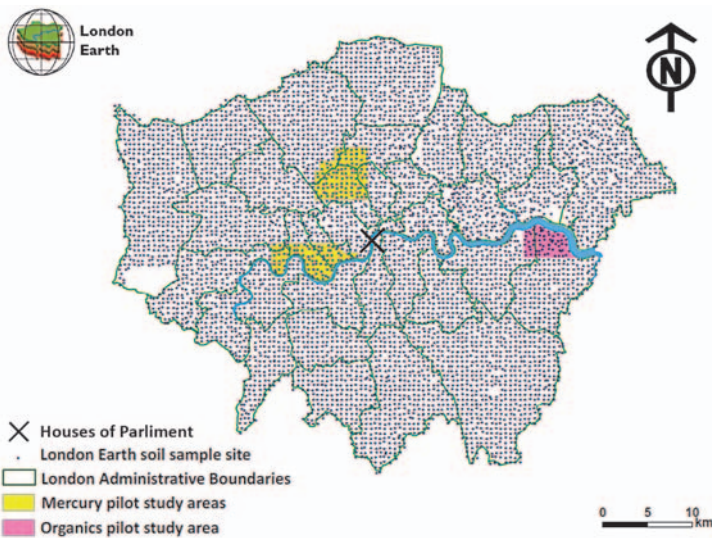 London
Earth
N
Houses of Parliment
London Earth soil sample site
London Administrative Boundaries
Mercury pilot study areas
Organics pilot study area
0 5 10
km